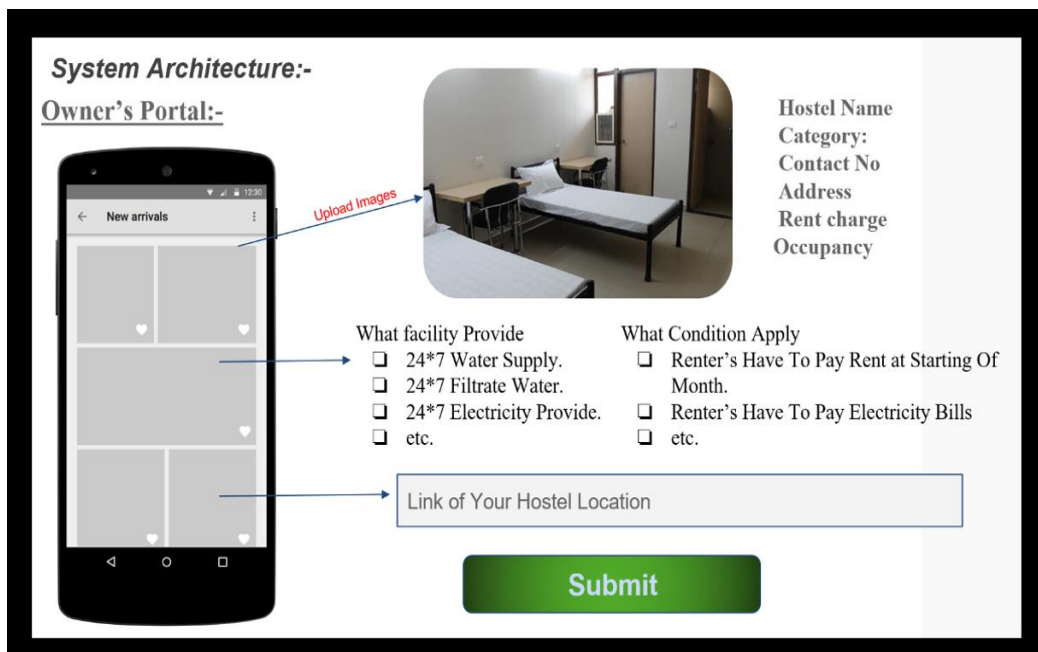 System Architecture:-
Owner's Portal:-
12:30
New arrivals
Upload Images
Hostel Name
Category:
Contact No
Address
Rent charge
Occupancy
What facility Provide
24*7 Water Supply.
24*7 Filtrate Water.
24*7 Electricity Provide.
etc.
What Condition Apply
Renter's Have To Pay Rent at Starting Of
Month.
Renter's Have To Pay Electricity Bills
etc.
Link of Your Hostel Location
Submit